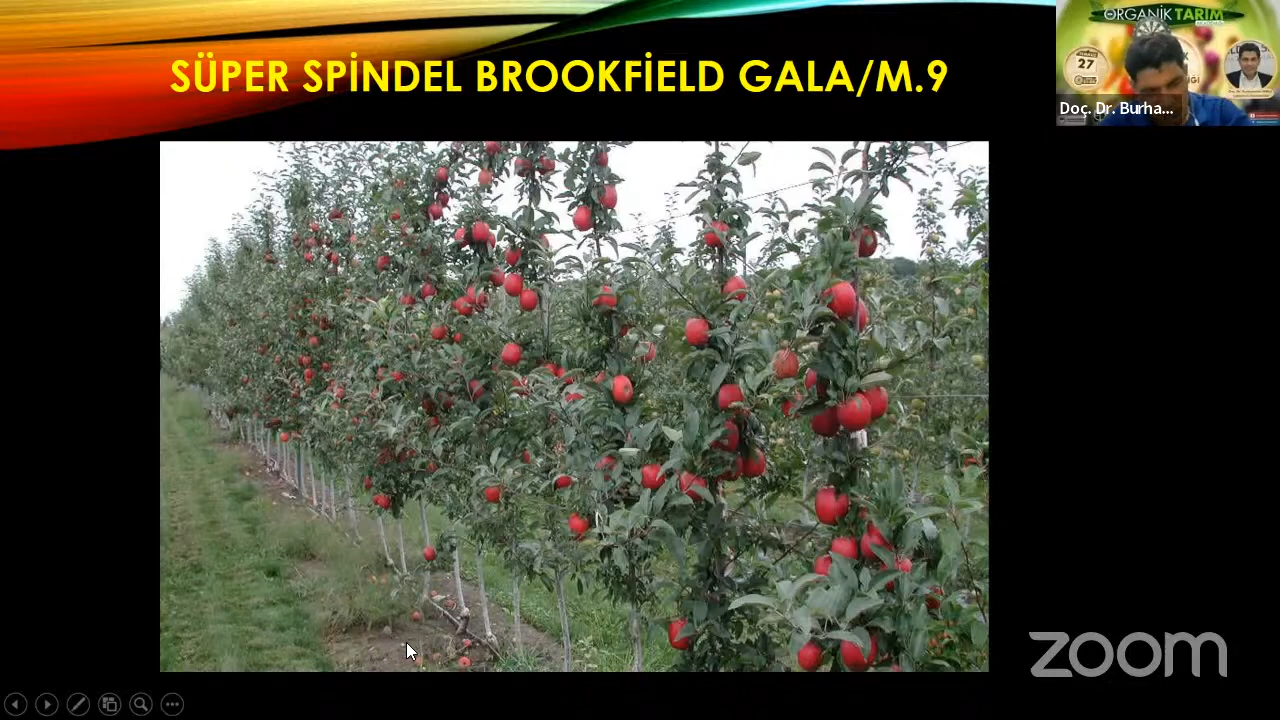 SÜPER SPİNDEL BROOKFİELD GALA/M.9
ORGANİK TARIM
27
Doç. Dr. Burha...
zoom